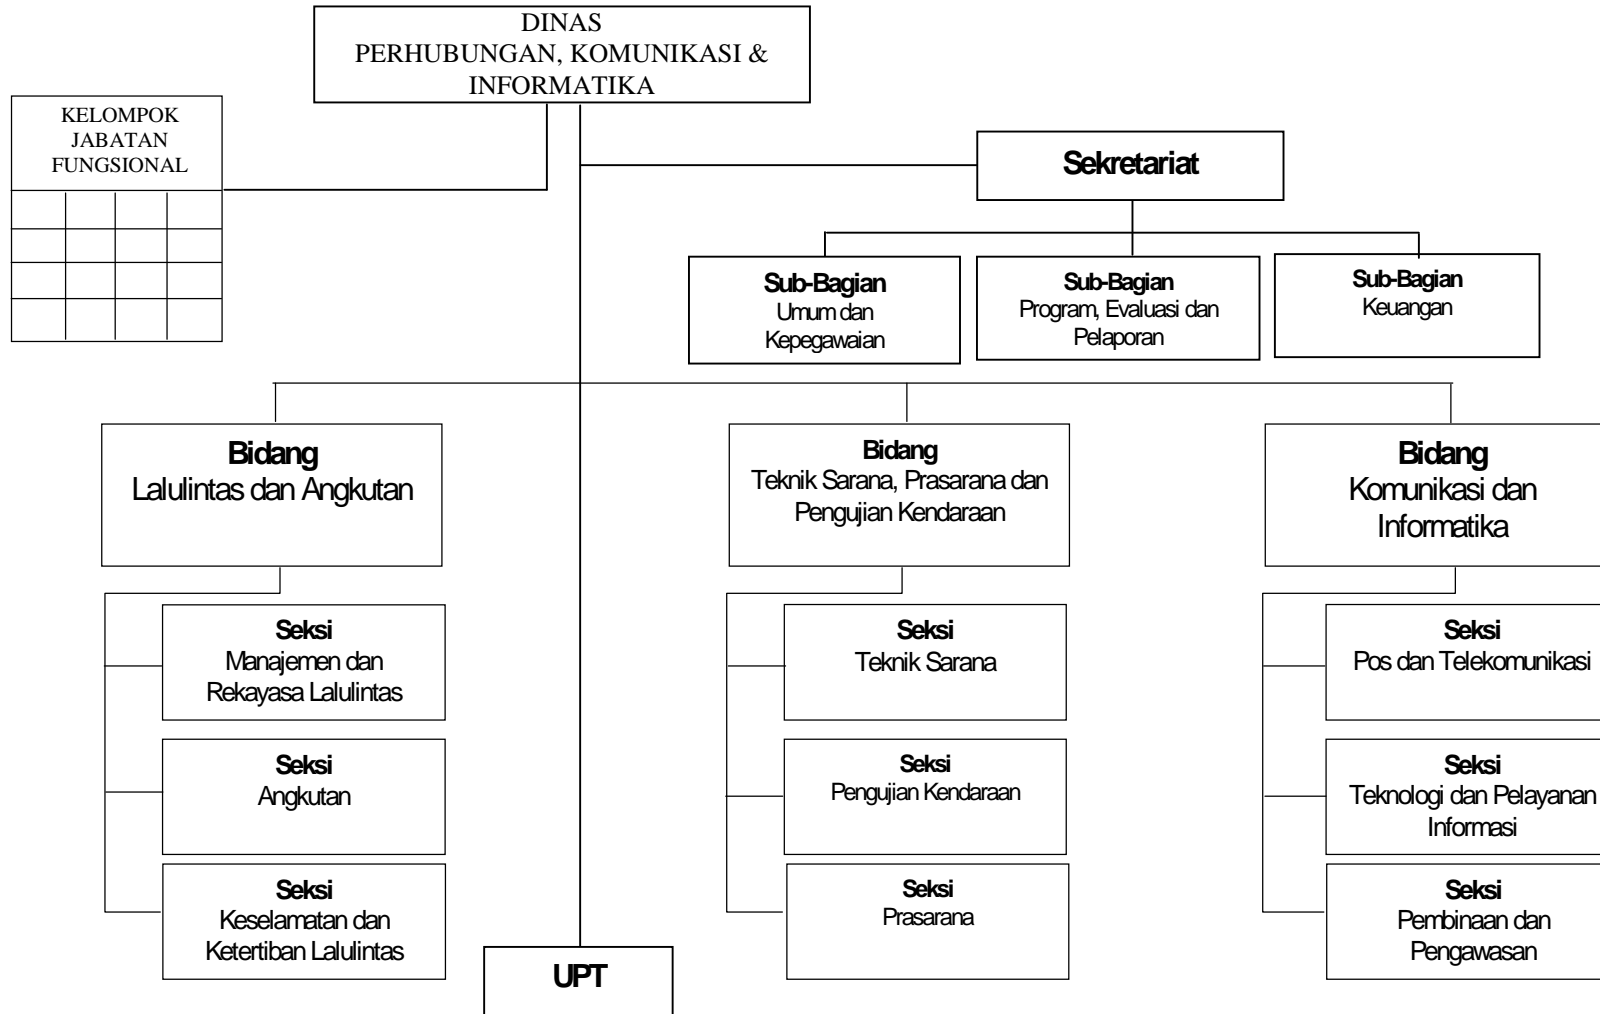 DINAS
PERHUBUNGAN, KOMUNIKASI &
INFORMATIKA
KELOMPOK
JABATAN
FUNGSIONAL
Sekretariat
Sub-Bagian
Umum dan
Kepegawaian
Sub-Bagian
Program, Evaluasi dan
Pelaporan
Sub-Bagian
Keuangan
Bidang
Lalulintas dan Angkutan
Bidang
Teknik Sarana, Prasarana dan
Pengujian Kendaraan
Bidang
Komunikasi dan
Informatika
Seksi
Manajemen dan
Rekayasa Lalulintas
Seksi
Angkutan
Seksi
Keselamatan dan
Ketertiban Lalulintas
Seksi
Teknik Sarana
Seksi
Pengujian Kendaraan
Seksi
Prasarana
Seksi
Pos dan Telekomunikasi
Seksi
Teknologi dan Pelayanan
Informasi
Seksi
Pembinaan dan
Pengawasan
UPT